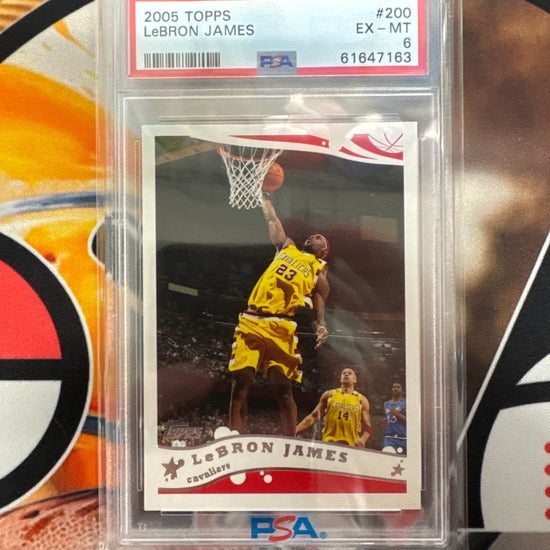 2005 TOPPS #200
LeBRON JAMES EX – MT
6
PSA 61647163
CAVALIERS
23
14
LeBRON JAMES
cavaliers
PSA